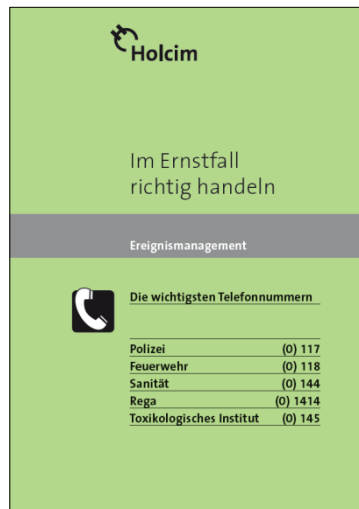 Holcim
Im Ernstfall
richtig handeln
Ereignismanagement
Die wichtigsten Telefonnummern
Polizei (0) 117
Feuerwehr (0) 118
Sanität (0) 144
Rega (0) 1414
Toxikologisches Institut (0) 145